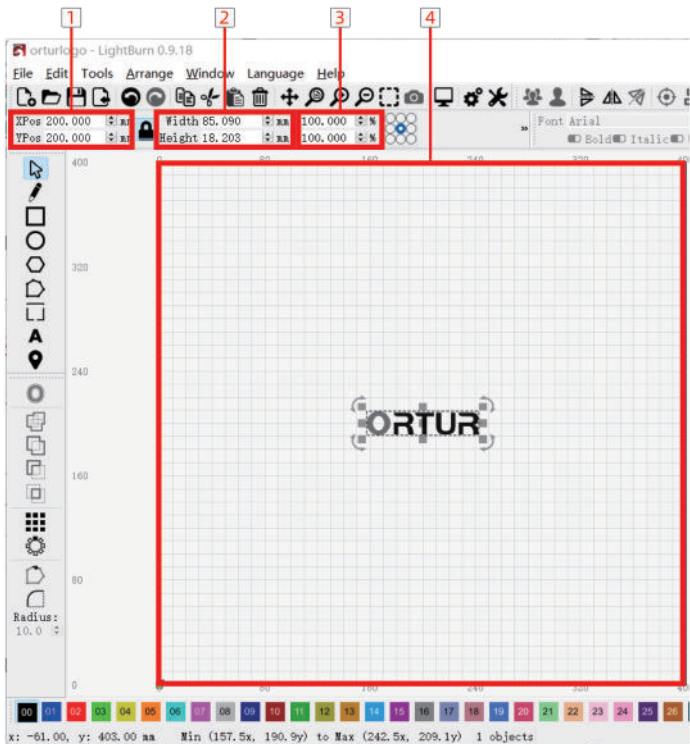 1 2 3 4
orturlogo - LightBurn 0.9.18
File Edit Tools Arrange Window Language Help
XPos 200.000 mm Width 85.090 mm 100.000 % » Font Arial
YPos 200.000 Height 18.203 mm 100.000 % Bold Italic
400 0 80 160 240 320
320
240
ORTUR
160
80
Radius:
10.0
0 80 160 240 320
00 01 02 03 04 05 06 07 08 09 10 11 12 13 14 15 16 17 18 19 20 21 22 23 24 25 26
x: -61.00, y: 403.00 mm Min (157.5x, 190.9y) to Max (242.5x, 209.1y) 1 objects